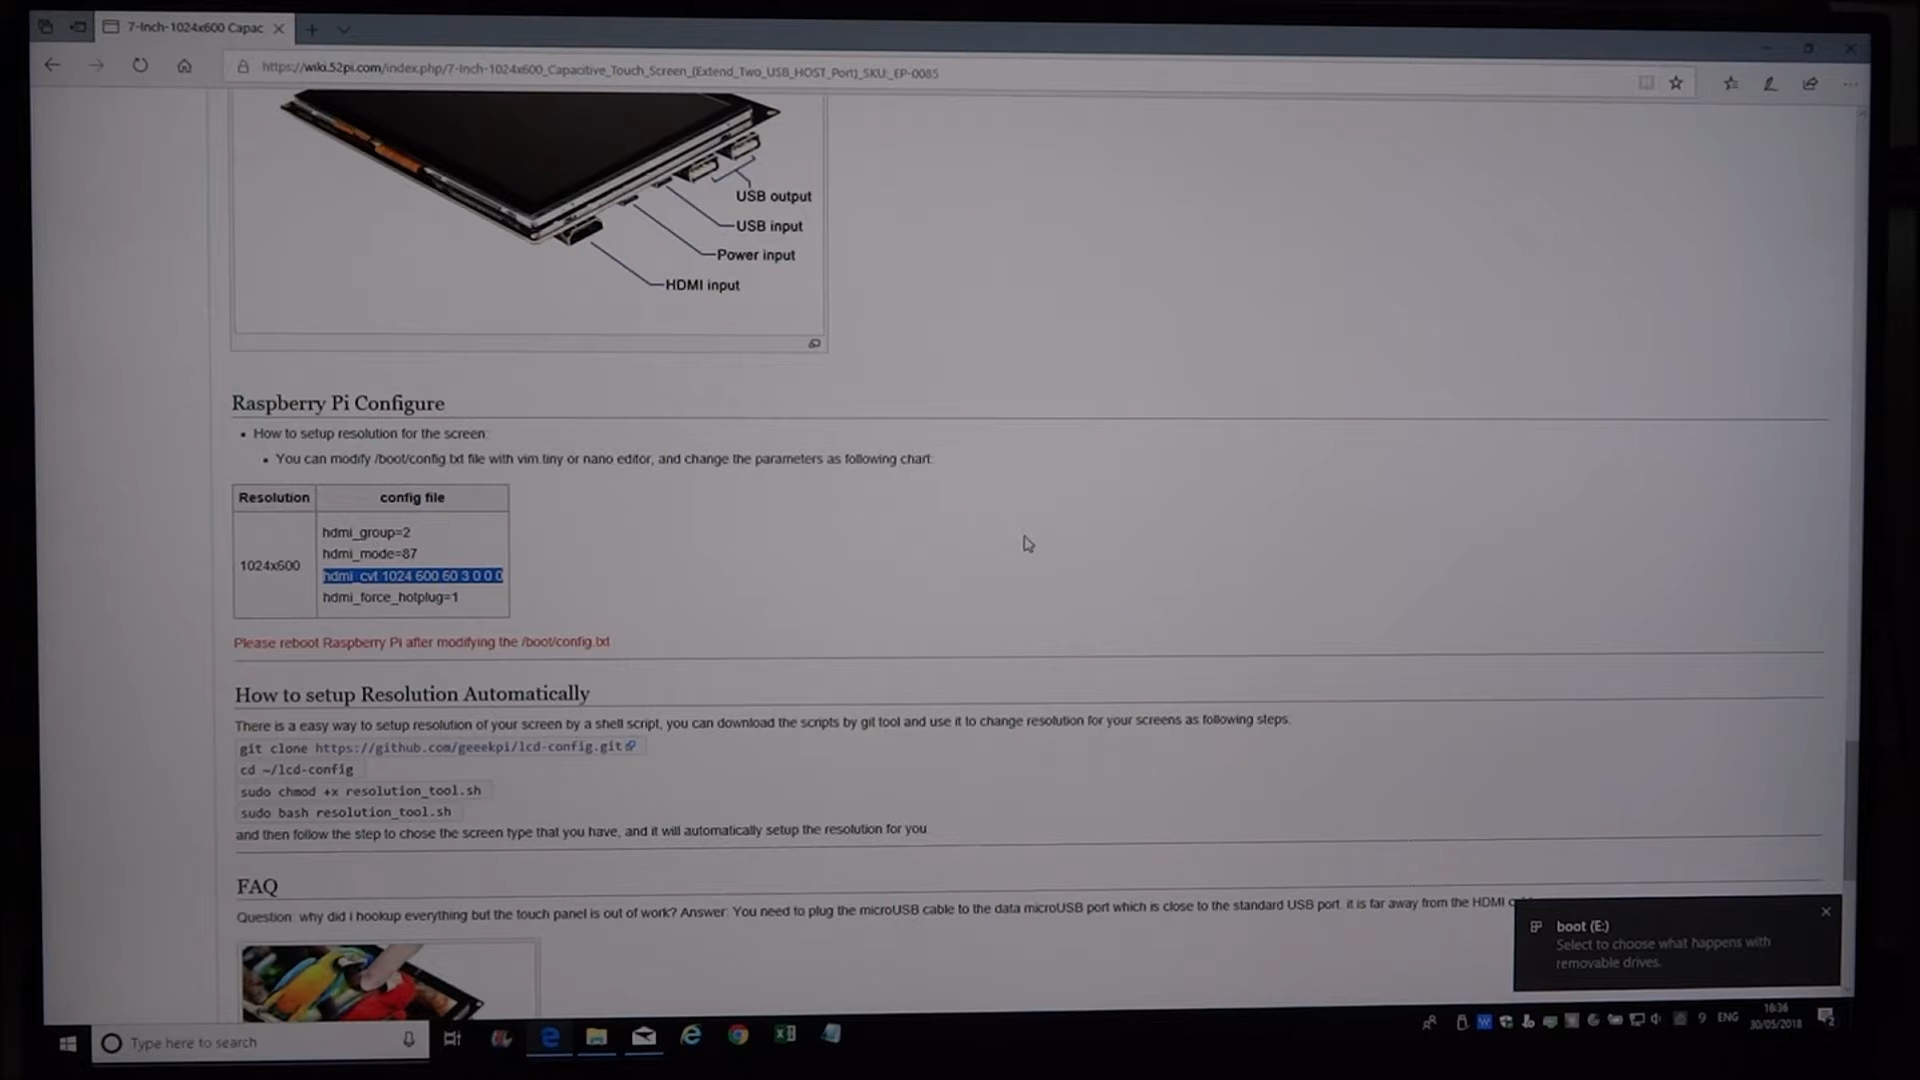 7-Inch-1024x600 Capac
https://wiki.52pi.com/index.php/7-Inch-1024x600_Capacitive_Touch_Screen_(Extend_Two_USB_HOST_Port)_SKU:_EP-0085
USB output
USB input
Power input
HDMI input
Raspberry Pi Configure
How to setup resolution for the screen:
You can modify /boot/config.txt file with vim.tiny or nano editor, and change the parameters as following chart:
Resolution config file
hdmi_group=2
hdmi_mode=87
1024x600
hdmi_cvt 1024 600 60 3 0 0 0
hdmi_force_hotplug=1
Please reboot Raspberry Pi after modifying the /boot/config.txt
How to setup Resolution Automatically
There is a easy way to setup resolution of your screen by a shell script, you can download the scripts by git tool and use it to change resolution for your screens as following steps:
git clone https://github.com/geeekpi/lcd-config.git
cd ~/lcd-config
sudo chmod +x resolution_tool.sh
sudo bash resolution_tool.sh
and then follow the step to chose the screen type that you have, and it will automatically setup the resolution for you
FAQ
Question: why did i hookup everything but the touch panel is out of work? Answer: You need to plug the microUSB cable to the data microUSB port which is close to the standard USB port. it is far away from the HDMI
boot (E:)
Select to choose what happens with
removable drives.
Type here to search
ENG
16:36
30/05/2018